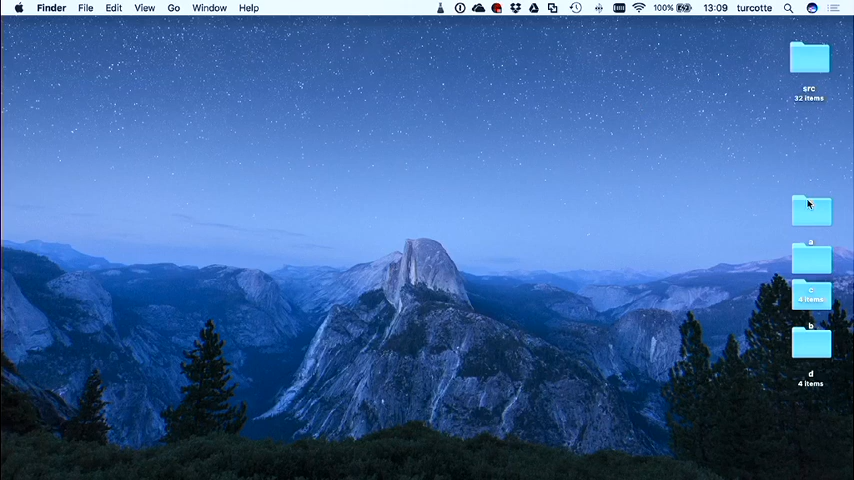 Finder File Edit View Go Window Help 100% 13:09 turcotte
src
32 items
a
c
4 items
b
d
4 items